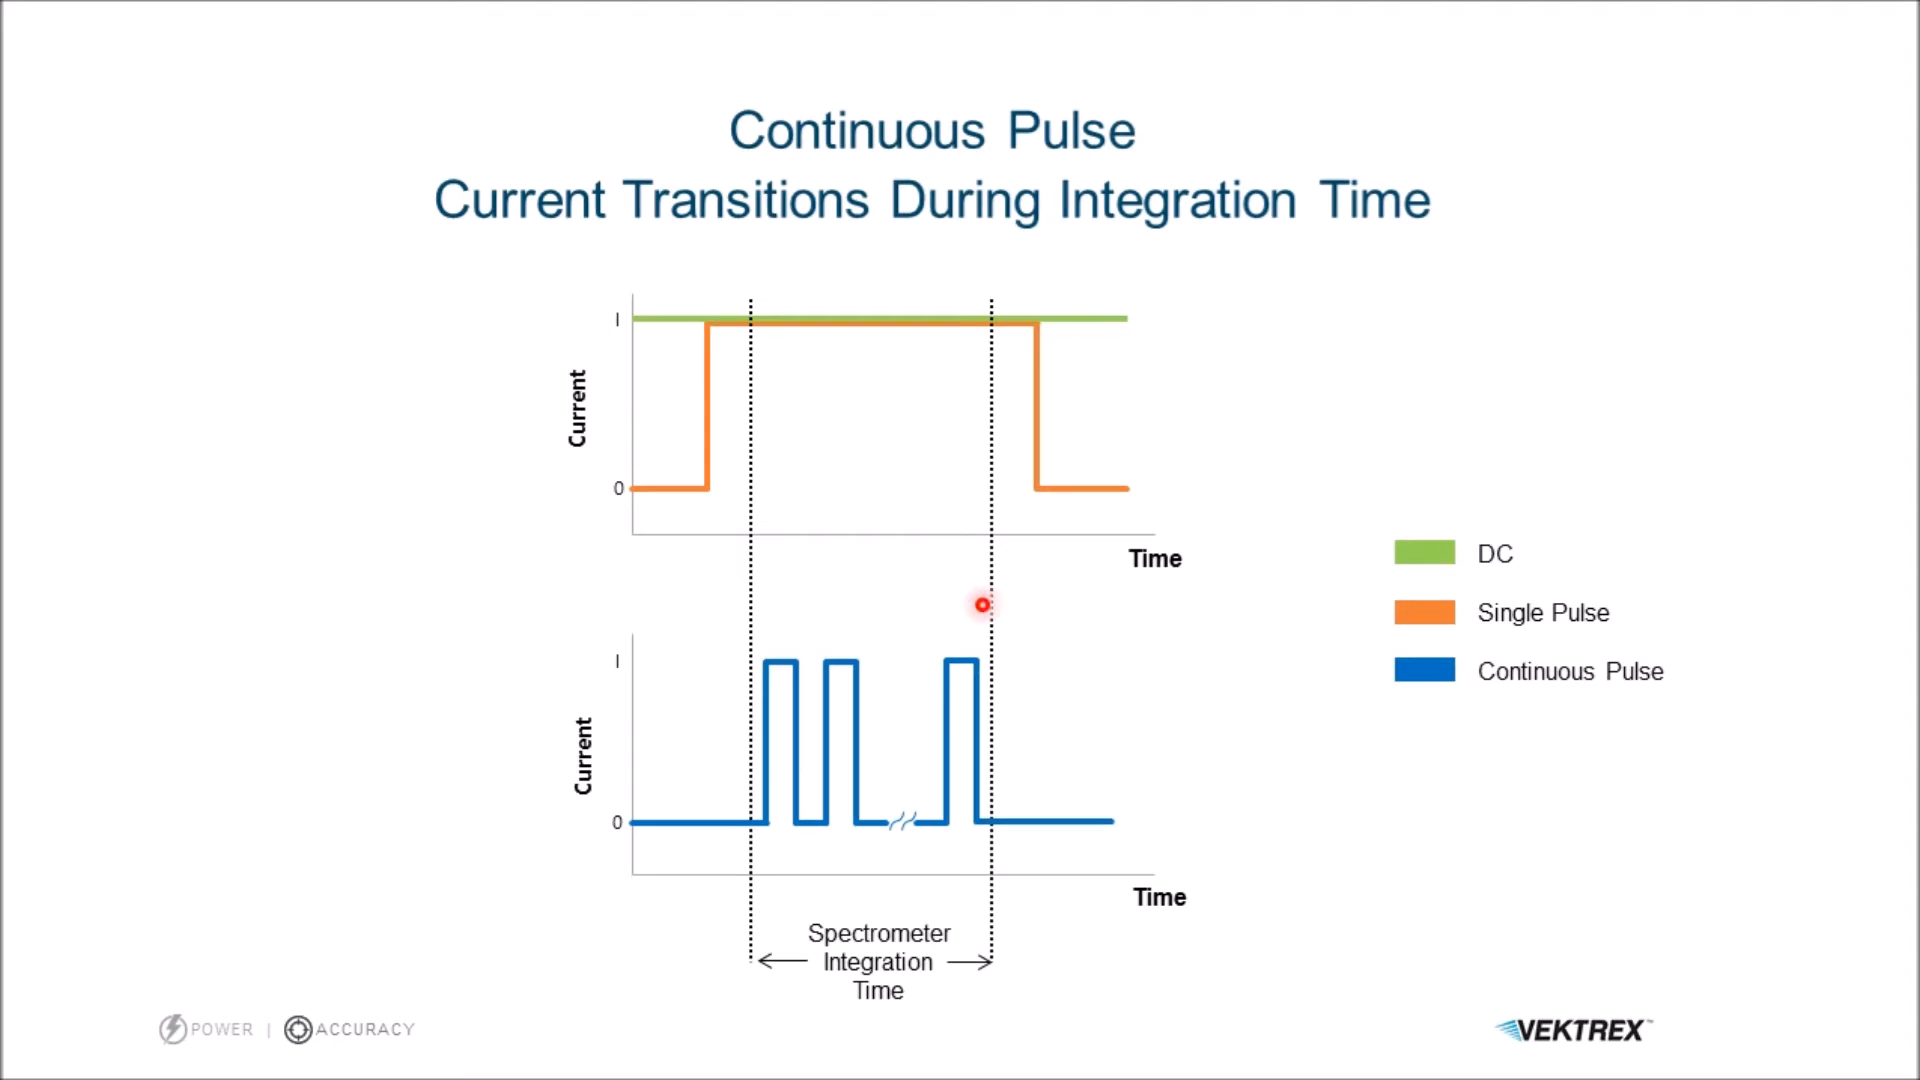 Continuous Pulse
Current Transitions During Integration Time
I
Current
0
Time
DC
Single Pulse
Continuous Pulse
I
Current
0
Time
Spectrometer
Integration
Time
POWER | ACCURACY
VEKTREX™